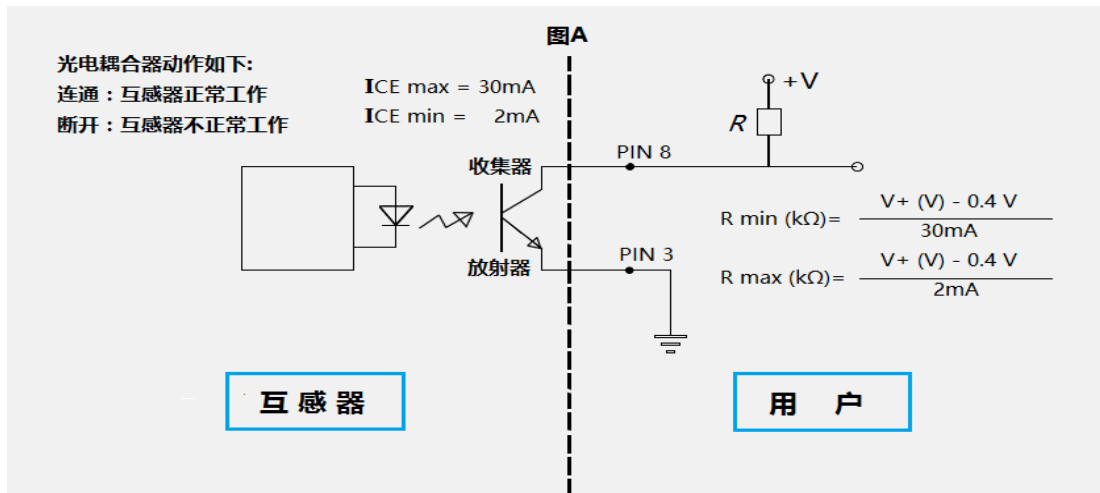 图A
光电耦合器动作如下:
连通：互感器正常工作
断开：互感器不正常工作
ICE max = 30mA
ICE min = 2mA
收集器
放射器
PIN 8
PIN 3
+V
R
R min (kΩ)= V+ (V) - 0.4 V
30mA
R max (kΩ)= V+ (V) - 0.4 V
2mA
互感器
用 户